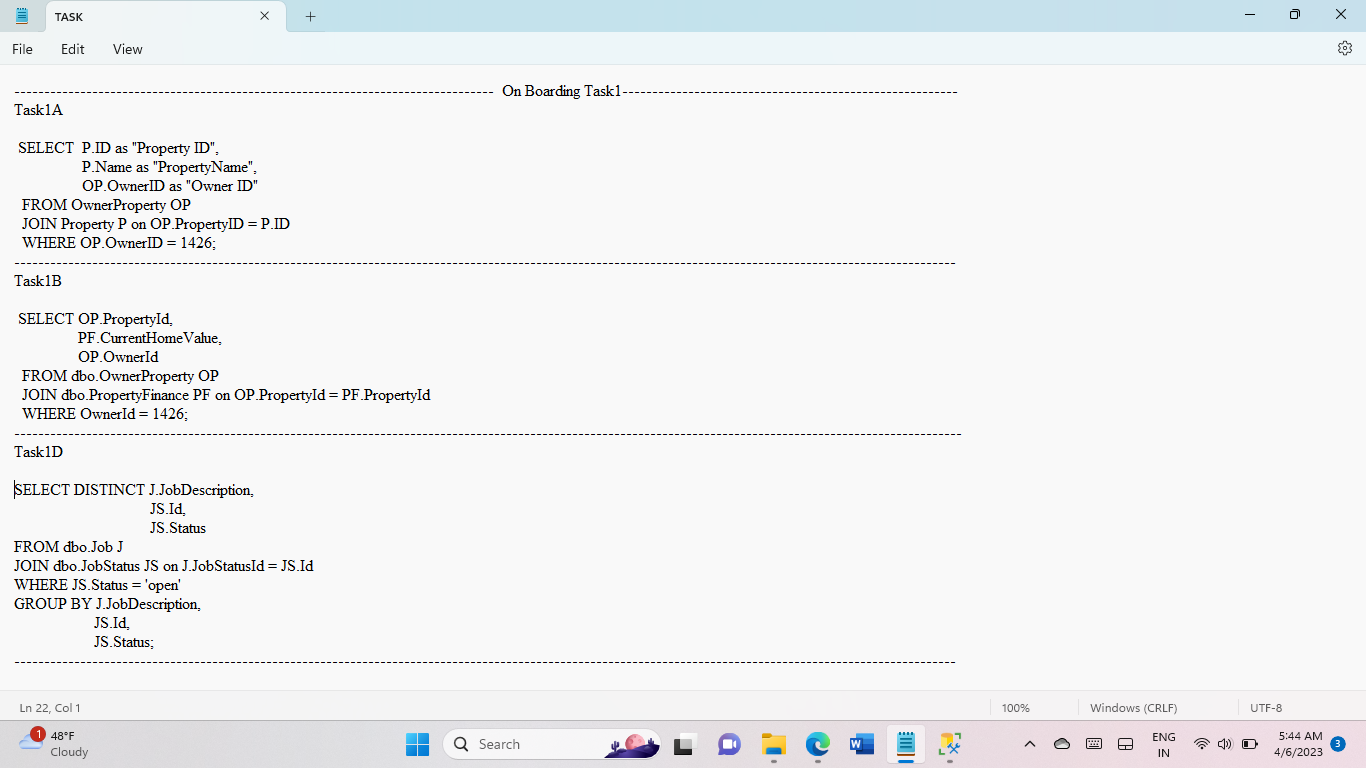 TASK
File Edit View
-------------------------------------------------------------------------------- On Boarding Task1--------------------------------------------------------
Task1A
SELECT P.ID as "Property ID",
P.Name as "PropertyName",
OP.OwnerID as "Owner ID"
FROM OwnerProperty OP
JOIN Property P on OP.PropertyID = P.ID
WHERE OP.OwnerID = 1426;
-------------------------------------------------------------------------------------------------------------------------------------------------------------
Task1B
SELECT OP.PropertyId,
PF.CurrentHomeValue,
OP.OwnerId
FROM dbo.OwnerProperty OP
JOIN dbo.PropertyFinance PF on OP.PropertyId = PF.PropertyId
WHERE OwnerId = 1426;
--------------------------------------------------------------------------------------------------------------------------------------------------------------
Task1D
SELECT DISTINCT J.JobDescription,
JS.Id,
JS.Status
FROM dbo.Job J
JOIN dbo.JobStatus JS on J.JobStatusId = JS.Id
WHERE JS.Status = 'open'
GROUP BY J.JobDescription,
JS.Id,
JS.Status;
-------------------------------------------------------------------------------------------------------------------------------------------------------------
Ln 22, Col 1 100% Windows (CRLF) UTF-8
1 48°F
Cloudy
Search
ENG
IN
5:44 AM
4/6/2023
3